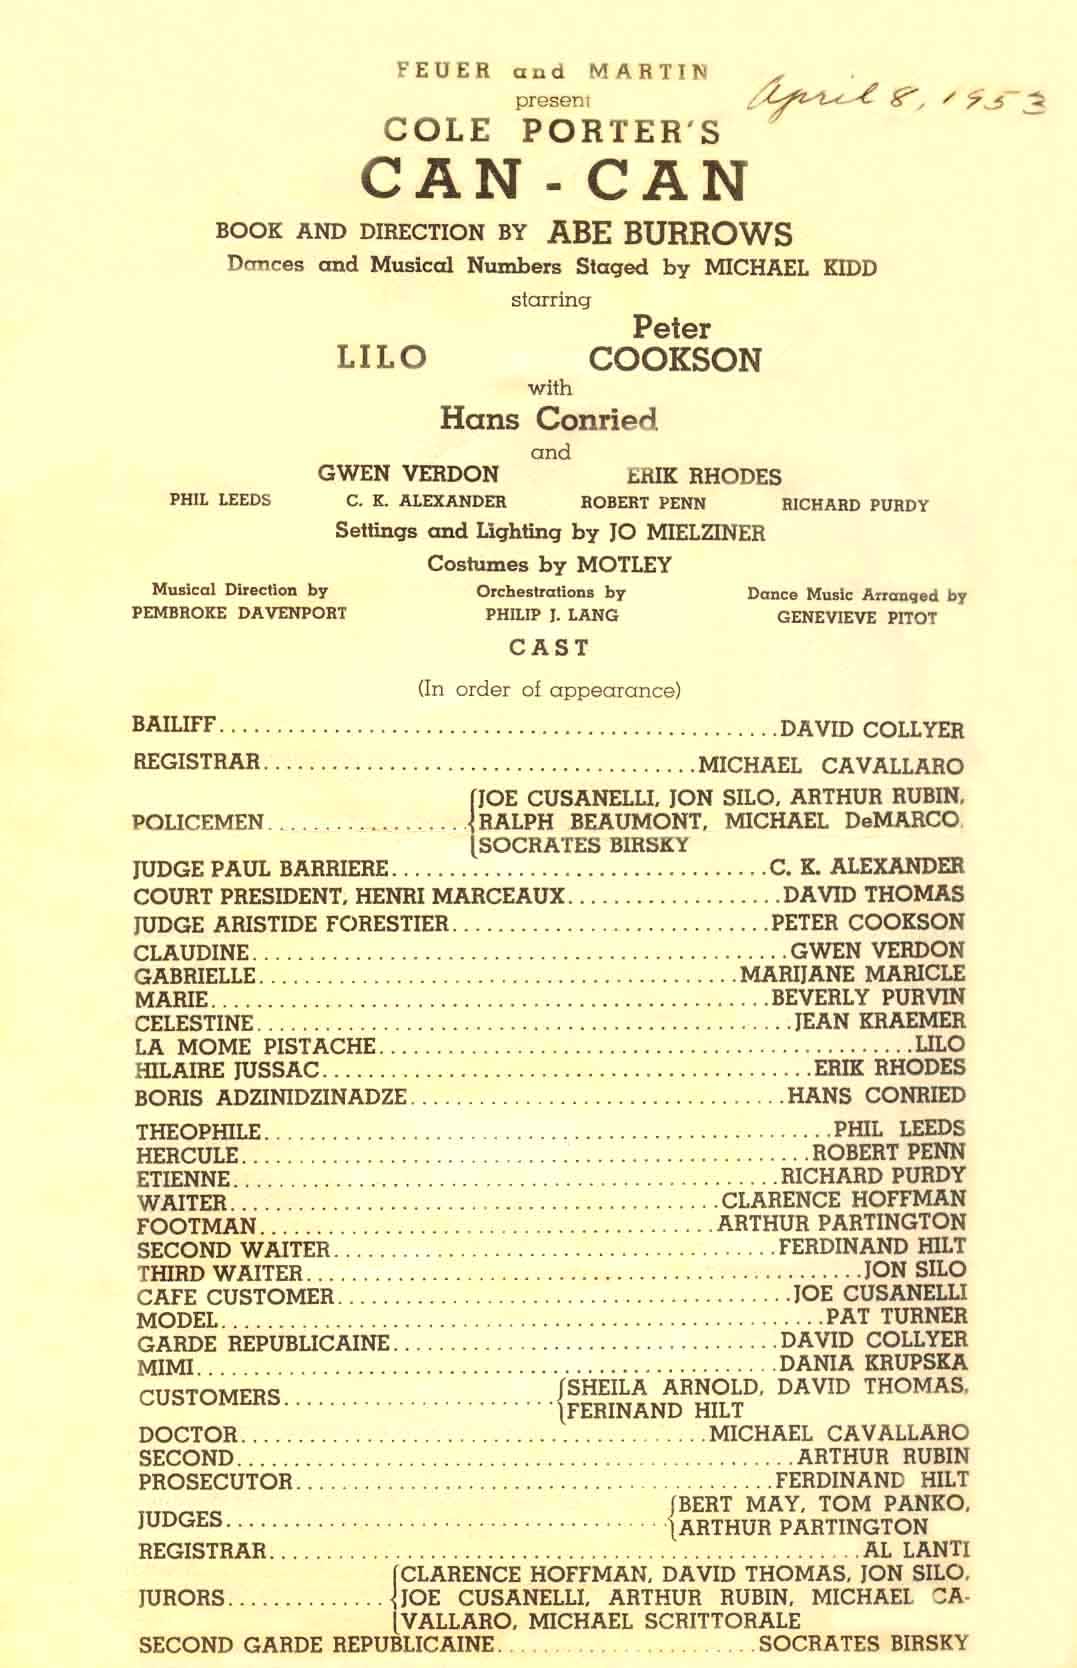 FEUER and MARTIN
present
April 8, 1953
COLE PORTER'S
CAN - CAN
BOOK AND DIRECTION BY ABE BURROWS
Dances and Musical Numbers Staged by MICHAEL KIDD
starring
LILO Peter COOKSON
with
Hans Conried
and
GWEN VERDON ERIK RHODES
PHIL LEEDS C. K. ALEXANDER ROBERT PENN RICHARD PURDY
Settings and Lighting by JO MIELZINER
Costumes by MOTLEY
Musical Direction by Orchestrations by Dance Music Arranged by
PEMBROKE DAVENPORT PHILIP J. LANG GENEVIEVE PITOT
CAST
(In order of appearance)
BAILIFF DAVID COLLYER
REGISTRAR MICHAEL CAVALLARO
POLICEMEN JOE CUSANELLI, JON SILO, ARTHUR RUBIN,
RALPH BEAUMONT, MICHAEL DeMARCO,
SOCRATES BIRSKY
JUDGE PAUL BARRIERE C. K. ALEXANDER
COURT PRESIDENT, HENRI MARCEAUX DAVID THOMAS
JUDGE ARISTIDE FORESTIER PETER COOKSON
CLAUDINE GWEN VERDON
GABRIELLE MARIJANE MARICLE
MARIE BEVERLY PURVIN
CELESTINE JEAN KRAEMER
LA MOME PISTACHE LILO
HILAIRE JUSSAC ERIK RHODES
BORIS ADZINIDZINADZE HANS CONRIED
THEOPHILE PHIL LEEDS
HERCULE ROBERT PENN
ETIENNE RICHARD PURDY
WAITER CLARENCE HOFFMAN
FOOTMAN ARTHUR PARTINGTON
SECOND WAITER FERDINAND HILT
THIRD WAITER JON SILO
CAFE CUSTOMER JOE CUSANELLI
MODEL PAT TURNER
GARDE REPUBLICAINE DAVID COLLYER
MIMI DANIA KRUPSKA
CUSTOMERS SHEILA ARNOLD, DAVID THOMAS,
FERINAND HILT
DOCTOR MICHAEL CAVALLARO
SECOND ARTHUR RUBIN
PROSECUTOR FERDINAND HILT
JUDGES BERT MAY, TOM PANKO,
ARTHUR PARTINGTON
REGISTRAR AL LANTI
JURORS CLARENCE HOFFMAN, DAVID THOMAS, JON SILO,
JOE CUSANELLI, ARTHUR RUBIN, MICHAEL CA-
VALLARO, MICHAEL SCRITTORALE
SECOND GARDE REPUBLICAINE SOCRATES BIRSKY